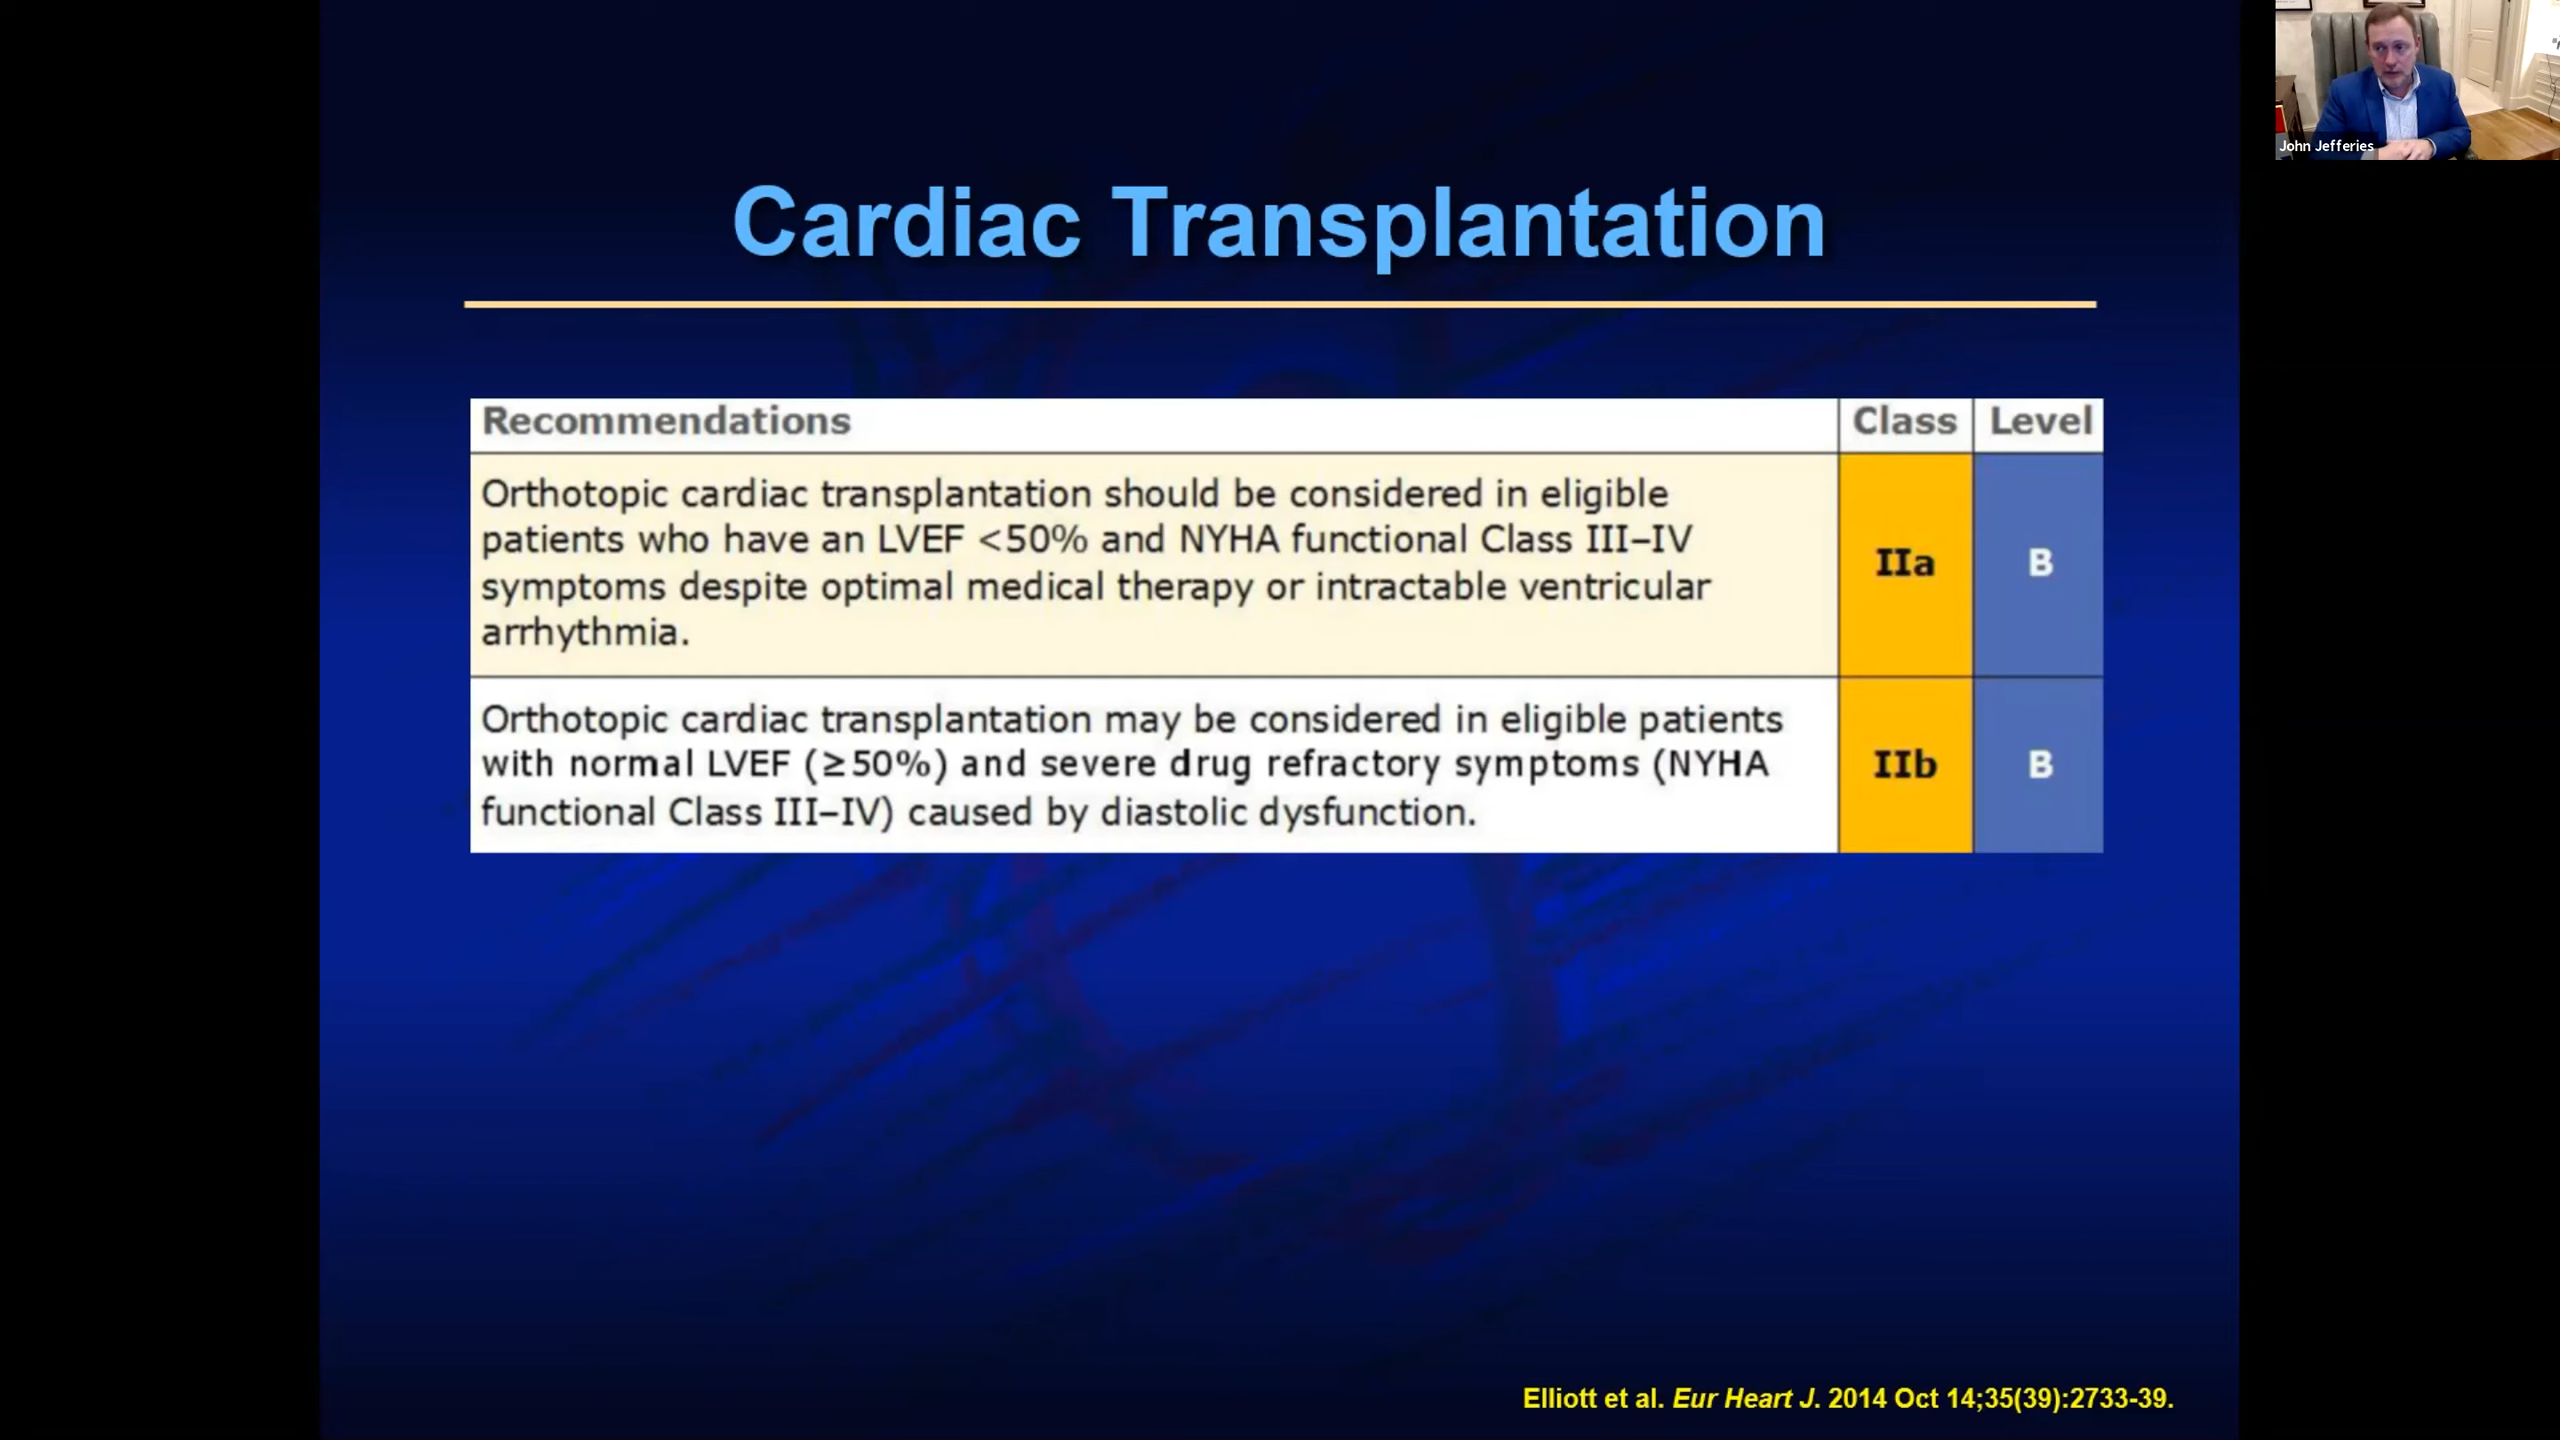 John Jefferies
Cardiac Transplantation
Recommendations Class Level
Orthotopic cardiac transplantation should be considered in eligible
patients who have an LVEF <50% and NYHA functional Class III–IV
symptoms despite optimal medical therapy or intractable ventricular
arrhythmia.
IIa B
Orthotopic cardiac transplantation may be considered in eligible patients
with normal LVEF (≥50%) and severe drug refractory symptoms (NYHA
functional Class III–IV) caused by diastolic dysfunction.
IIb B
Elliott et al. Eur Heart J. 2014 Oct 14;35(39):2733-39.